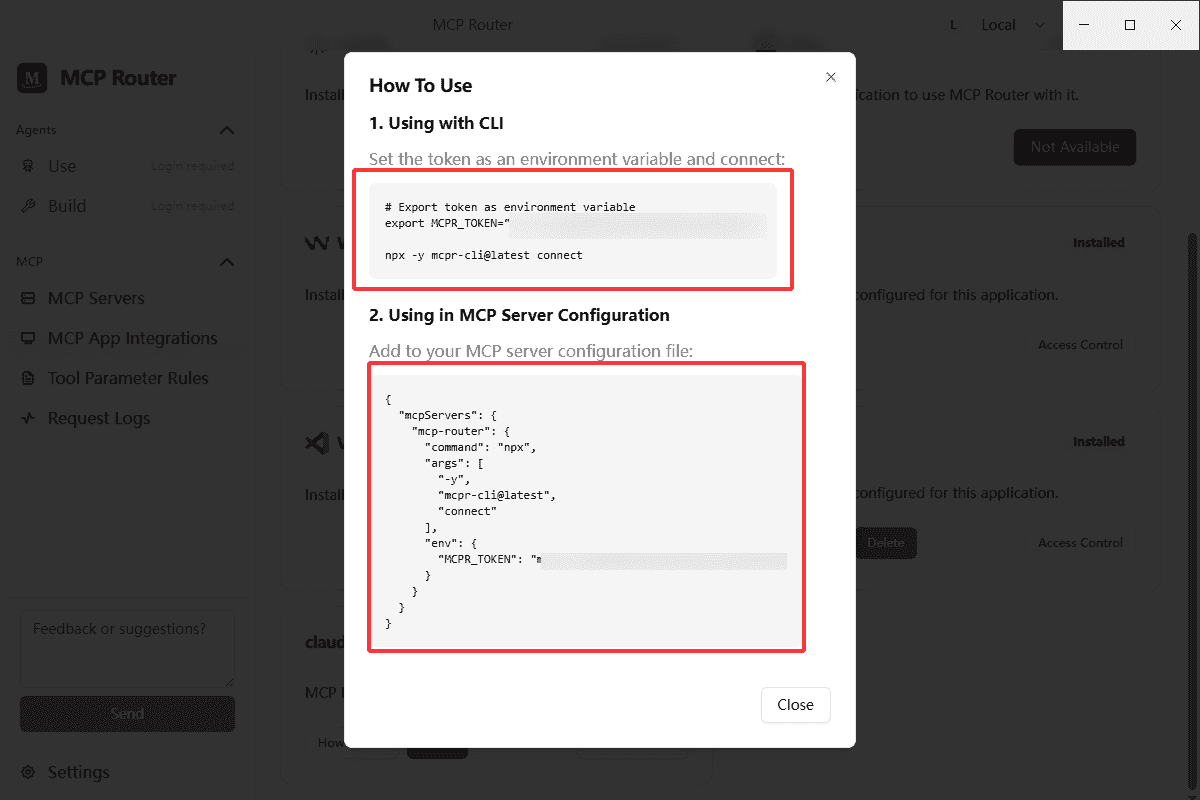 MCP Router
L Local
M MCP Router
Agents
Use Login required
Build Login required
MCP
MCP Servers
MCP App Integrations
Tool Parameter Rules
Request Logs
Feedback or suggestions?
Send
Settings
How To Use
1. Using with CLI
Set the token as an environment variable and connect:
# Export token as environment variable
export MCPR_TOKEN="
npx -y mcpr-cli@latest connect
2. Using in MCP Server Configuration
Add to your MCP server configuration file:
{
"mcpServers": {
"mcp-router": {
"command": "npx",
"args": [
"-y",
"mcpr-cli@latest",
"connect"
],
"env": {
"MCPR_TOKEN": "m
}
}
}
}
Close
to use MCP Router with it.
Not Available
Installed
configured for this application.
Access Control
Installed
configured for this application.
Delete
Access Control
MCP
How